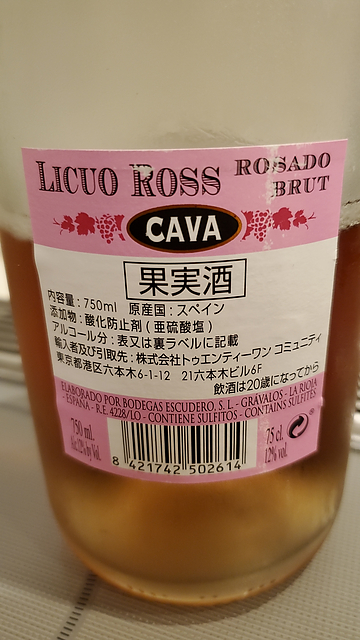 LICUO ROSS ROSADO BRUT
CAVA
果実酒
内容量:750ml 原産国:スペイン
添加物:酸化防止剤(亜硫酸塩)
アルコール分:表又は裏ラベルに記載
輸入者及び引取先:株式会社トゥエンティーワン コミュニティ
東京都港区六本木6-1-12 21六本木ビル6F
飲酒は20歳になってから
ELABORADO POR BODEGAS ESCUDERO, S.L. - GRÁVALOS - LA RIOJA
- ESPAÑA - R.E. 4228/LO - CONTIENE SULFITOS - CONTAINS SULFITES
750 mL
Alc.12% by Vol.
75 cl.
12% vol.
8 421742 502614